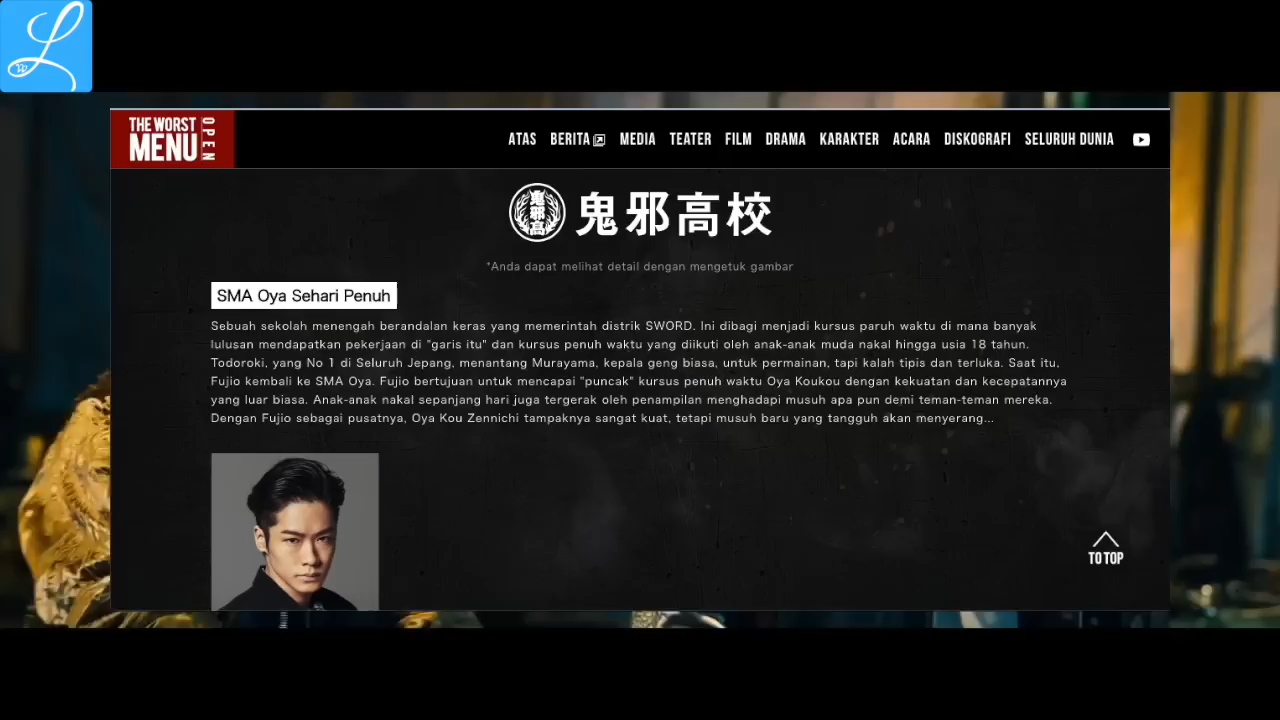 L
w
THE WORST
MENU
OPEN
ATAS BERITA MEDIA TEATER FILM DRAMA KARAKTER ACARA DISKOGRAFI SELURUH DUNIA
鬼邪高
鬼邪高校
*Anda dapat melihat detail dengan mengetuk gambar
SMA Oya Sehari Penuh
Sebuah sekolah menengah berandalan keras yang memerintah distrik SWORD. Ini dibagi menjadi kursus paruh waktu di mana banyak
lulusan mendapatkan pekerjaan di "garis itu" dan kursus penuh waktu yang diikuti oleh anak-anak muda nakal hingga usia 18 tahun.
Todoroki, yang No 1 di Seluruh Jepang, menantang Murayama, kepala geng biasa, untuk permainan, tapi kalah tipis dan terluka. Saat itu,
Fujio kembali ke SMA Oya. Fujio bertujuan untuk mencapai "puncak" kursus penuh waktu Oya Koukou dengan kekuatan dan kecepatannya
yang luar biasa. Anak-anak nakal sepanjang hari juga tergerak oleh penampilan menghadapi musuh apa pun demi teman-teman mereka.
Dengan Fujio sebagai pusatnya, Oya Kou Zennichi tampaknya sangat kuat, tetapi musuh baru yang tangguh akan menyerang...
TO TOP